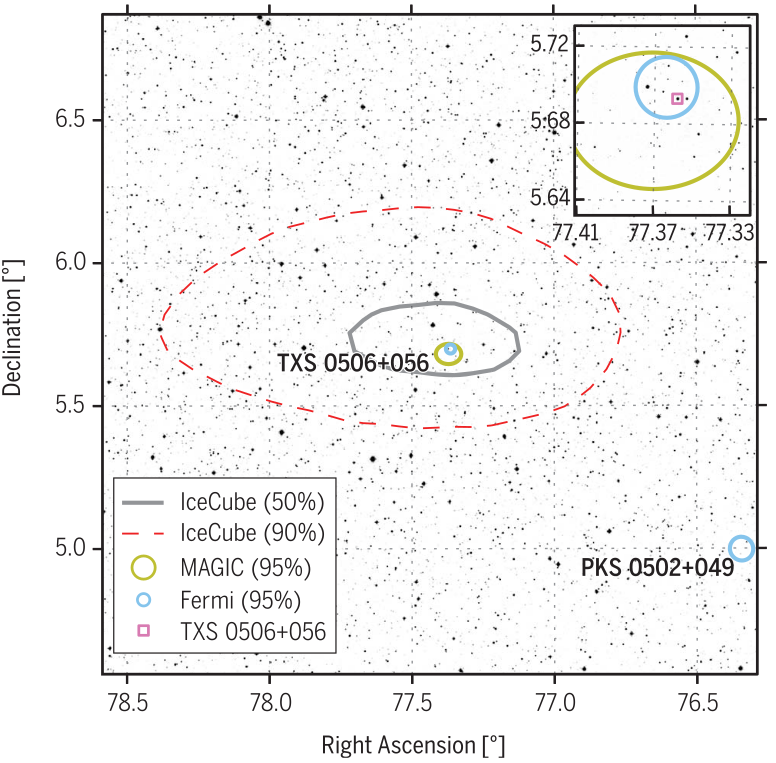 5.72
5.68
5.64
77.41
77.37
77.33
6.5
6.0
5.5
5.0
Declination [°]
TXS 0506+056
PKS 0502+049
IceCube (50%)
IceCube (90%)
MAGIC (95%)
Fermi (95%)
TXS 0506+056
78.5
78.0
77.5
77.0
76.5
Right Ascension [°]